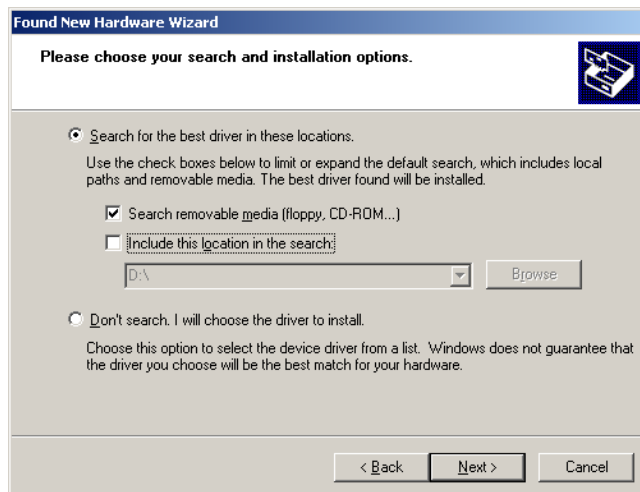 Found New Hardware Wizard
Please choose your search and installation options.
Search for the best driver in these locations.
Use the check boxes below to limit or expand the default search, which includes local
paths and removable media. The best driver found will be installed.
Search removable media (floppy, CD-ROM...)
Include this location in the search:
D:\
Browse
Don't search. I will choose the driver to install.
Choose this option to select the device driver from a list. Windows does not guarantee that
the driver you choose will be the best match for your hardware.
< Back
Next >
Cancel